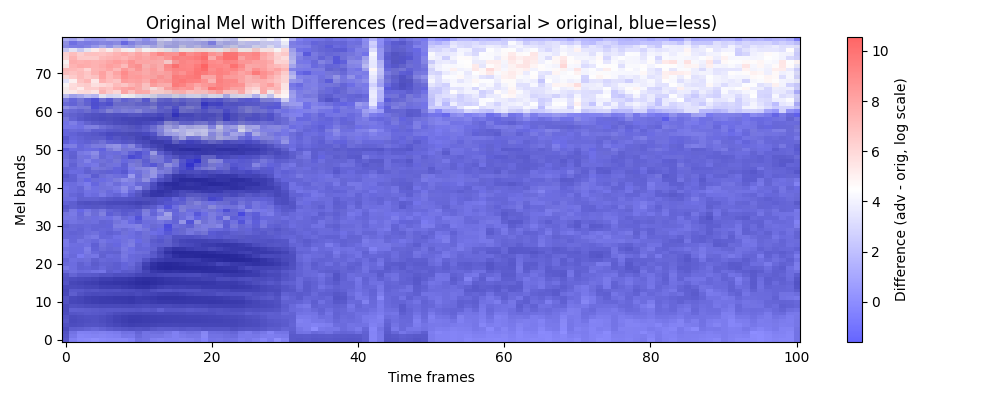 Original Mel with Differences (red=adversarial > original, blue=less)
Mel bands
70
60
50
40
30
20
10
0
0 20 40 60 80 100
Time frames
10
8
6
4
2
0
Difference (adv - orig, log scale)